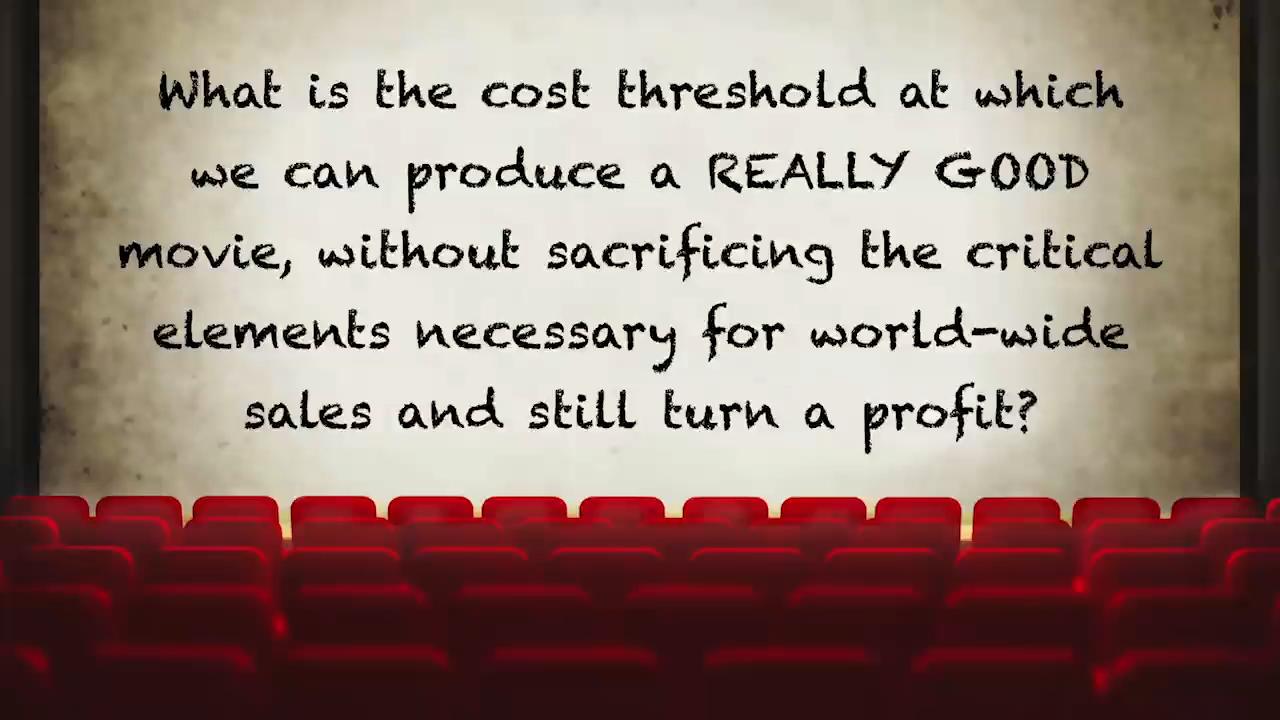 What is the cost threshold at which
we can produce a REALLY GOOD
movie, without sacrificing the critical
elements necessary for world-wide
sales and still turn a profit?